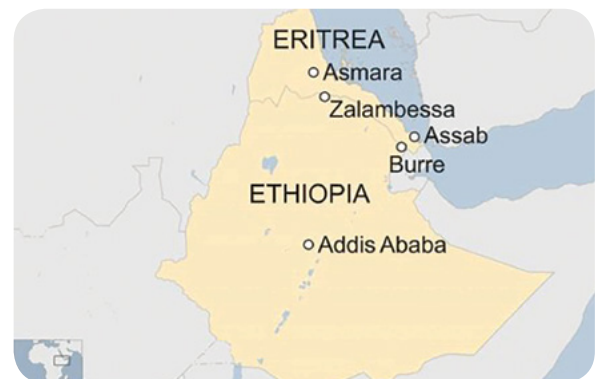 ERITREA
Asmara
Zalambessa
Assab
Burre
ETHIOPIA
Addis Ababa